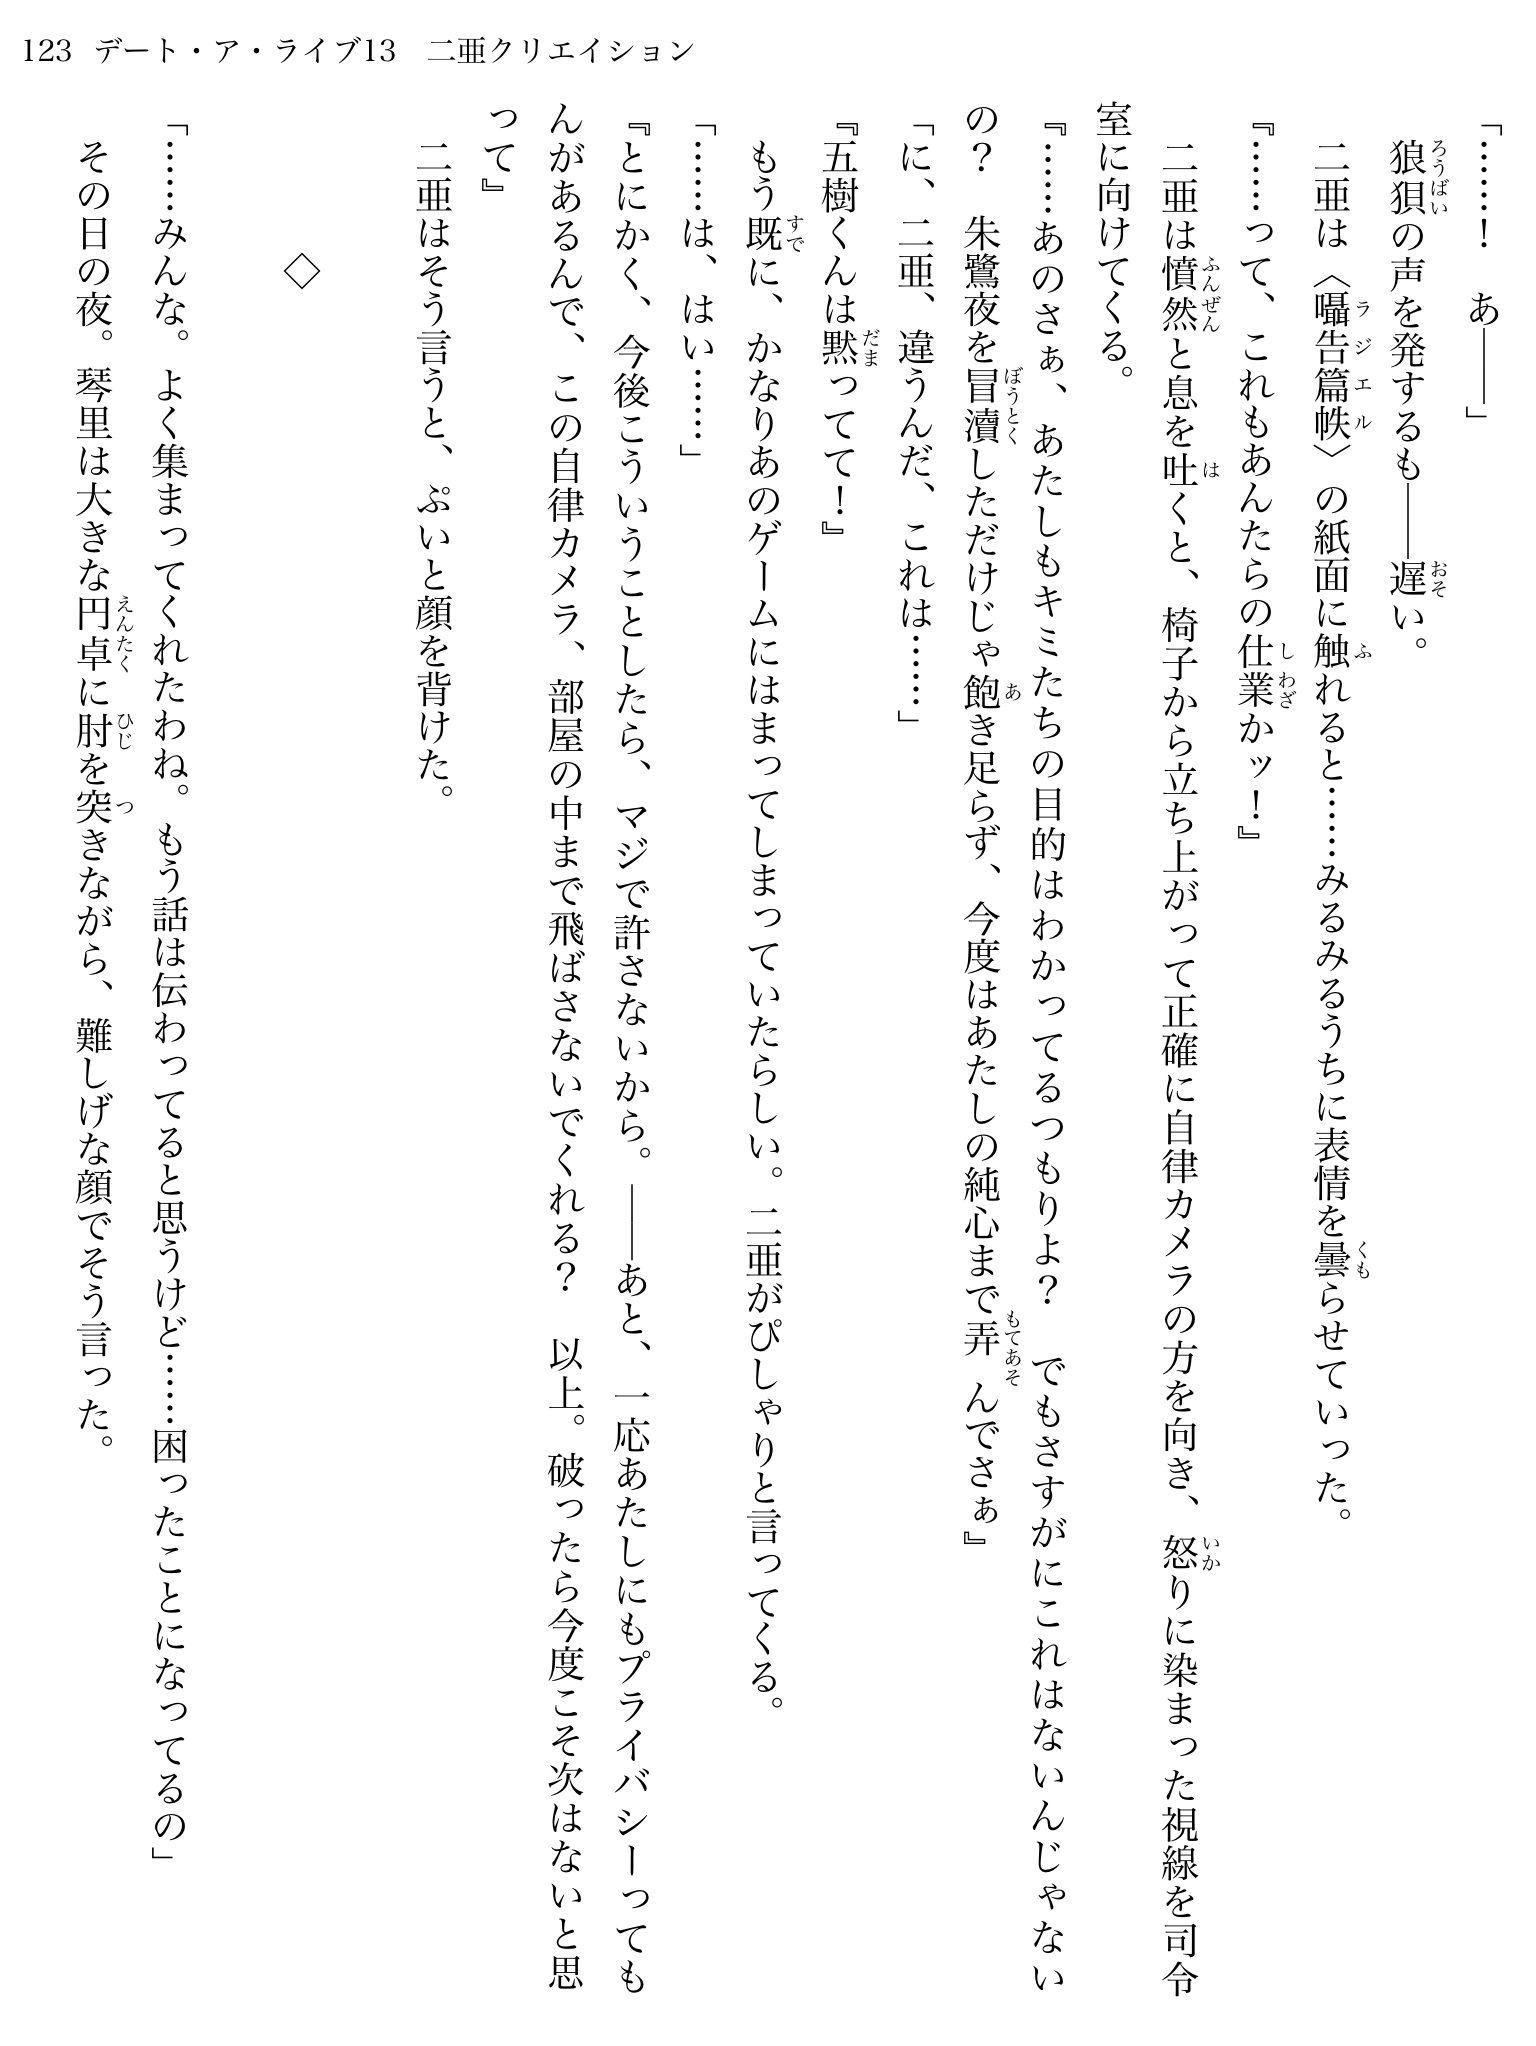 123 デート・ア・ライブ13 二亜クリエイション
「……！ あ——」
狼狽の声を発するも——遅い。
二亜は〈囁告篇帙〉の紙面に触れると……みるみるうちに表情を曇らせていった。
『……って、これもあんたらの仕業かッ！』
二亜は憤然と息を吐くと、椅子から立ち上がって正確に自律カメラの方を向き、怒りに染まった視線を司令
室に向けてくる。
『……あのさぁ、あたしもキミたちの目的はわかってるつもりよ？ でもさすがにこれはないんじゃない
の？ 朱鷺夜を冒瀆しただけじゃ飽き足らず、今度はあたしの純心まで弄んでさぁ』
「に、二亜、違うんだ、これは……」
『五樹くんは黙ってて！』
もう既に、かなりあのゲームにはまってしまっていたらしい。二亜がぴしゃりと言ってくる。
「……は、はい……」
『とにかく、今後こういうことしたら、マジで許さないから。——あと、一応あたしにもプライバシーっても
んがあるんで、この自律カメラ、部屋の中まで飛ばさないでくれる？ 以上。破ったら今度こそ次はないと思
って』
二亜はそう言うと、ぷいと顔を背けた。
◇
「……みんな。よく集まってくれたわね。もう話は伝わってると思うけど……困ったことになってるの」
その日の夜。琴里は大きな円卓に肘を突きながら、難しげな顔でそう言った。